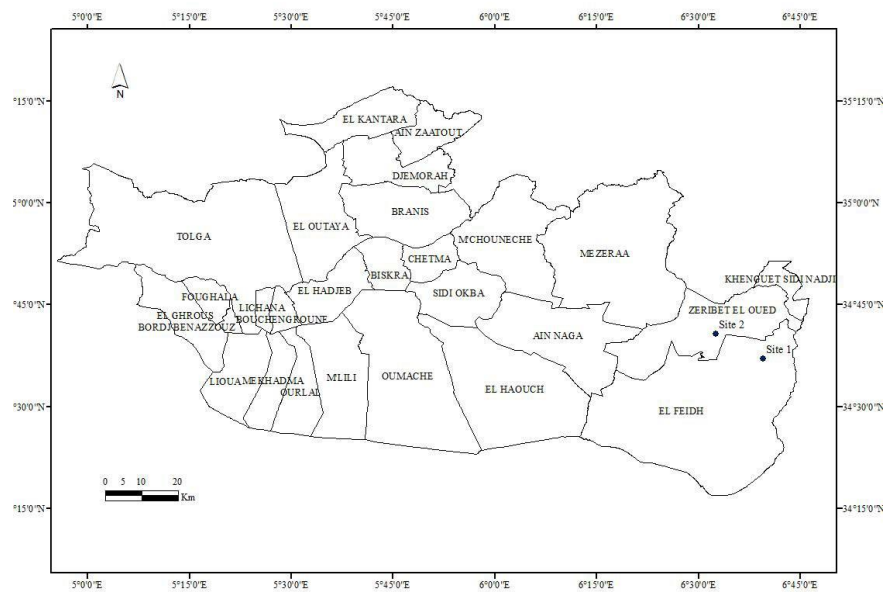 5°0'0"E 5°15'0"E 5°30'0"E 5°45'0"E 6°0'0"E 6°15'0"E 6°30'0"E 6°45'0"E
N
°15'0"N 35°15'0"N
EL KANTARA
AIN ZAATOUT
DJEMORAH
5°0'0"N 35°0'0"N
BRANIS
EL OUTAYA
TOLGA
M'CHOUNECHE
MEZERAA
CHETMA
BISKRA
KHENGUET SIDI NADJI
EL HADJEB
SIDI OKBA
FOUGHALA
°45'0"N 34°45'0"N
LICHANA
ZERIBET EL OUED
EL GHROUS
BOUCHENGROUNE
BORDJ BENAZZOUZ
Site 2
AIN NAGA
Site 1
LIOUA
MEKHADMA
M'LILI
OUMACHE
OURLAL
EL HAOUCH
°30'0"N 34°30'0"N
EL FEIDH
0 5 10 20
Km
°15'0"N 34°15'0"N
5°0'0"E 5°15'0"E 5°30'0"E 5°45'0"E 6°0'0"E 6°15'0"E 6°30'0"E 6°45'0"E